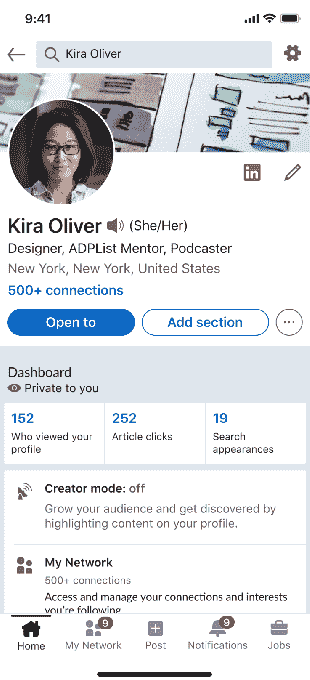 9:41
Kira Oliver
in
Kira Oliver (She/Her)
Designer, ADPList Mentor, Podcaster
New York, New York, United States
500+ connections
Open to
Add section
Dashboard
Private to you
152
Who viewed your
profile
252
Article clicks
19
Search
appearances
Creator mode: off
Grow your audience and get discovered by
highlighting content on your profile.
My Network
500+ connections
Access and manage your connections and interests
you're following
9
9
Home
My Network
Post
Notifications
Jobs